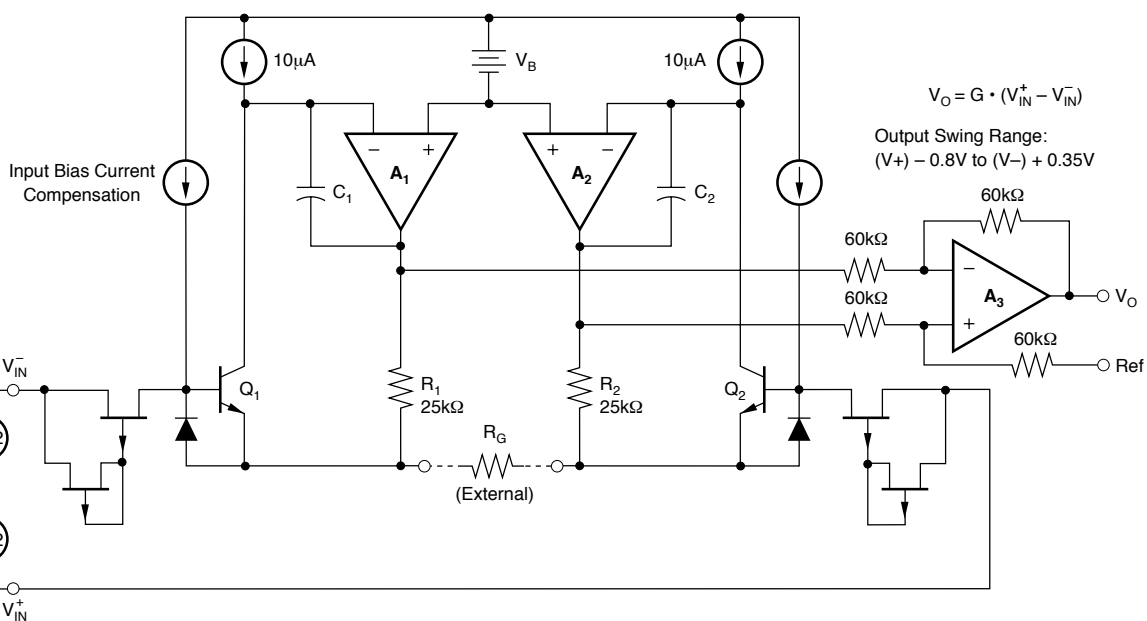 10μA
V_B
10μA
V_O = G • (V_IN^+ – V_IN^–)
Output Swing Range:
(V+) – 0.8V to (V–) + 0.35V
Input Bias Current
Compensation
C_1
– +
A_1
+ –
A_2
C_2
60kΩ
60kΩ
60kΩ
–
A_3
+
V_O
60kΩ
Ref
V_IN^–
Q_1
R_1
25kΩ
R_2
25kΩ
Q_2
R_G
(External)
V_IN^+